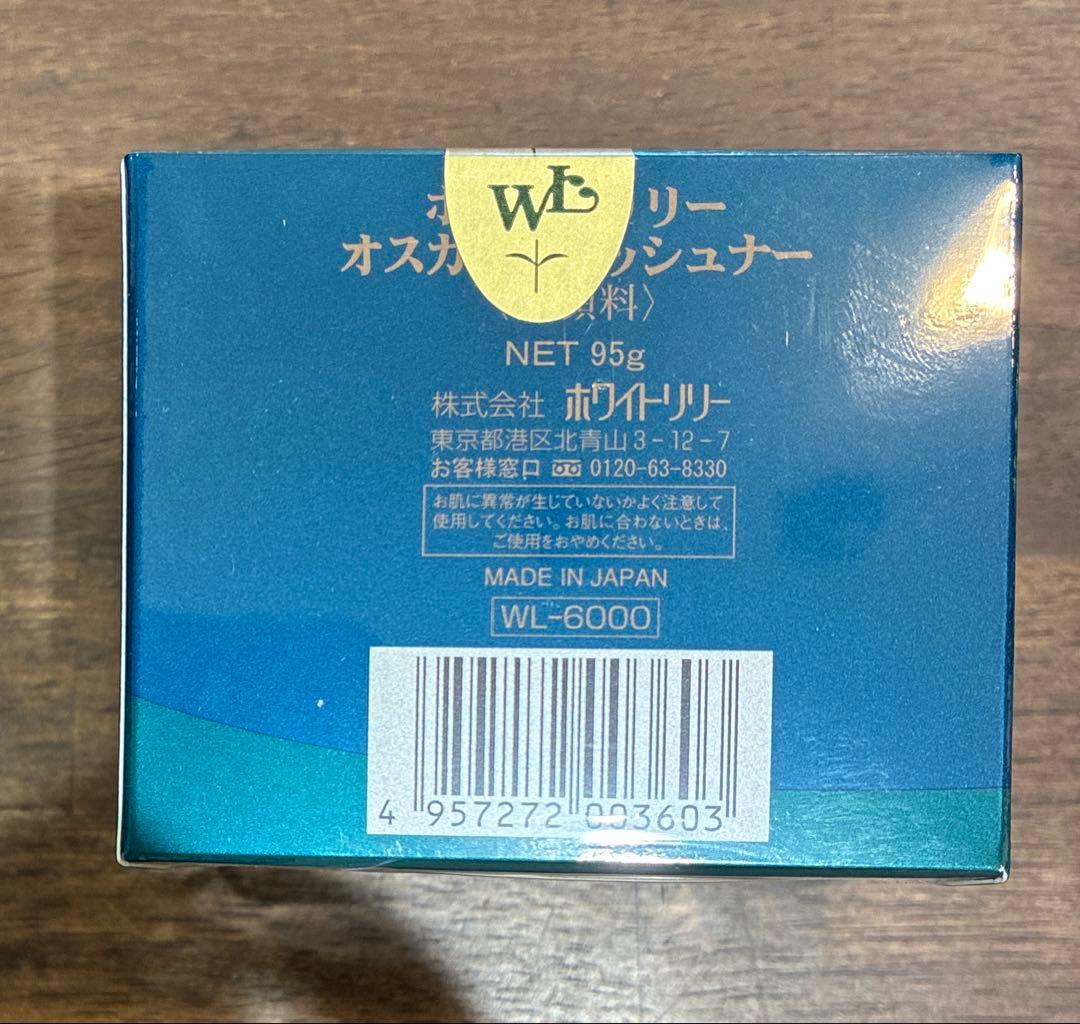 WL
リー
オスカ ッシュナー
料〉
NET 95g
株式会社 ホワイトリリー
東京都港区北青山3-12-7
お客様窓口 0120-63-8330
お肌に異常が生じていないかよく注意して
使用してください。お肌に合わないときは、
ご使用をおやめください。
MADE IN JAPAN
WL-6000
4 957272 003603